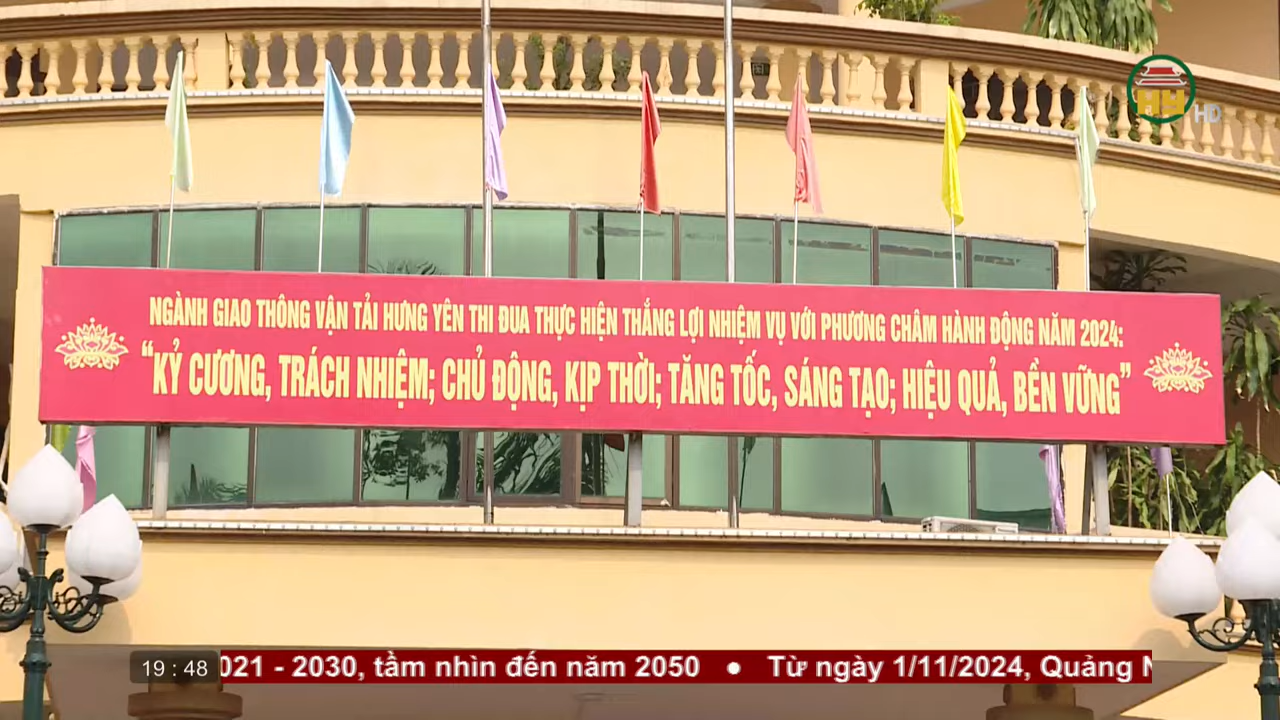 HY HD
NGÀNH GIAO THÔNG VẬN TẢI HƯNG YÊN THI ĐUA THỰC HIỆN THẮNG LỢI NHIỆM VỤ VỚI PHƯƠNG CHÂM HÀNH ĐỘNG NĂM 2024:
“KỶ CƯƠNG, TRÁCH NHIỆM; CHỦ ĐỘNG, KỊP THỜI; TĂNG TỐC, SÁNG TẠO; HIỆU QUẢ, BỀN VỮNG”
19 : 48 021 - 2030, tầm nhìn đến năm 2050 • Từ ngày 1/11/2024, Quảng